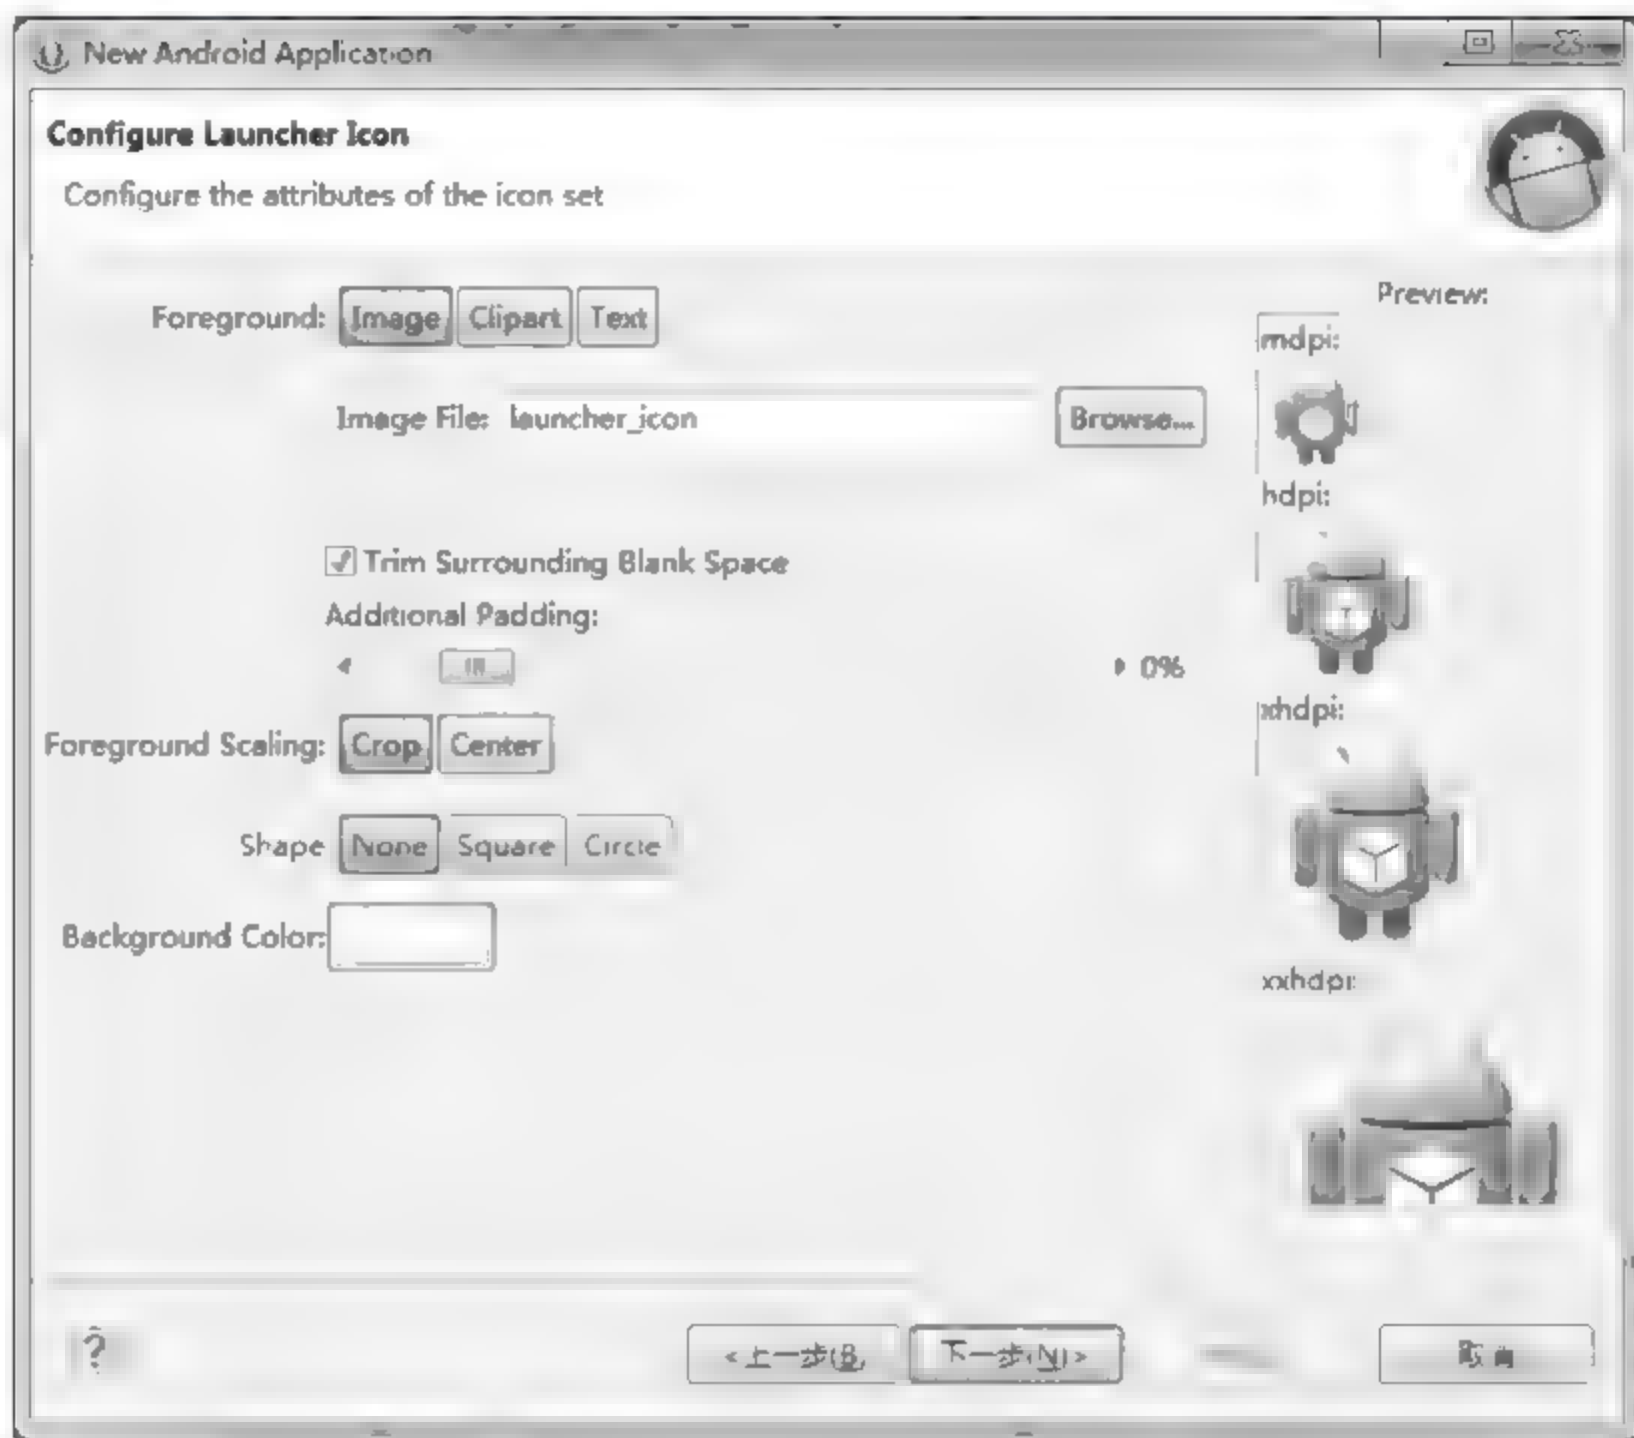 New Android Application
Configure Launcher Icon
Configure the attributes of the icon set
Preview:
Foreground: Image Clipart Text
mdpi:
Image File: launcher_icon Browse...
hdpi:
Trim Surrounding Blank Space
Additional Padding:
0%
xhdpi:
Foreground Scaling: Crop Center
Shape None Square Circle
Background Color:
xxhdpi:
?
<上一步(B) 下一步(N)>